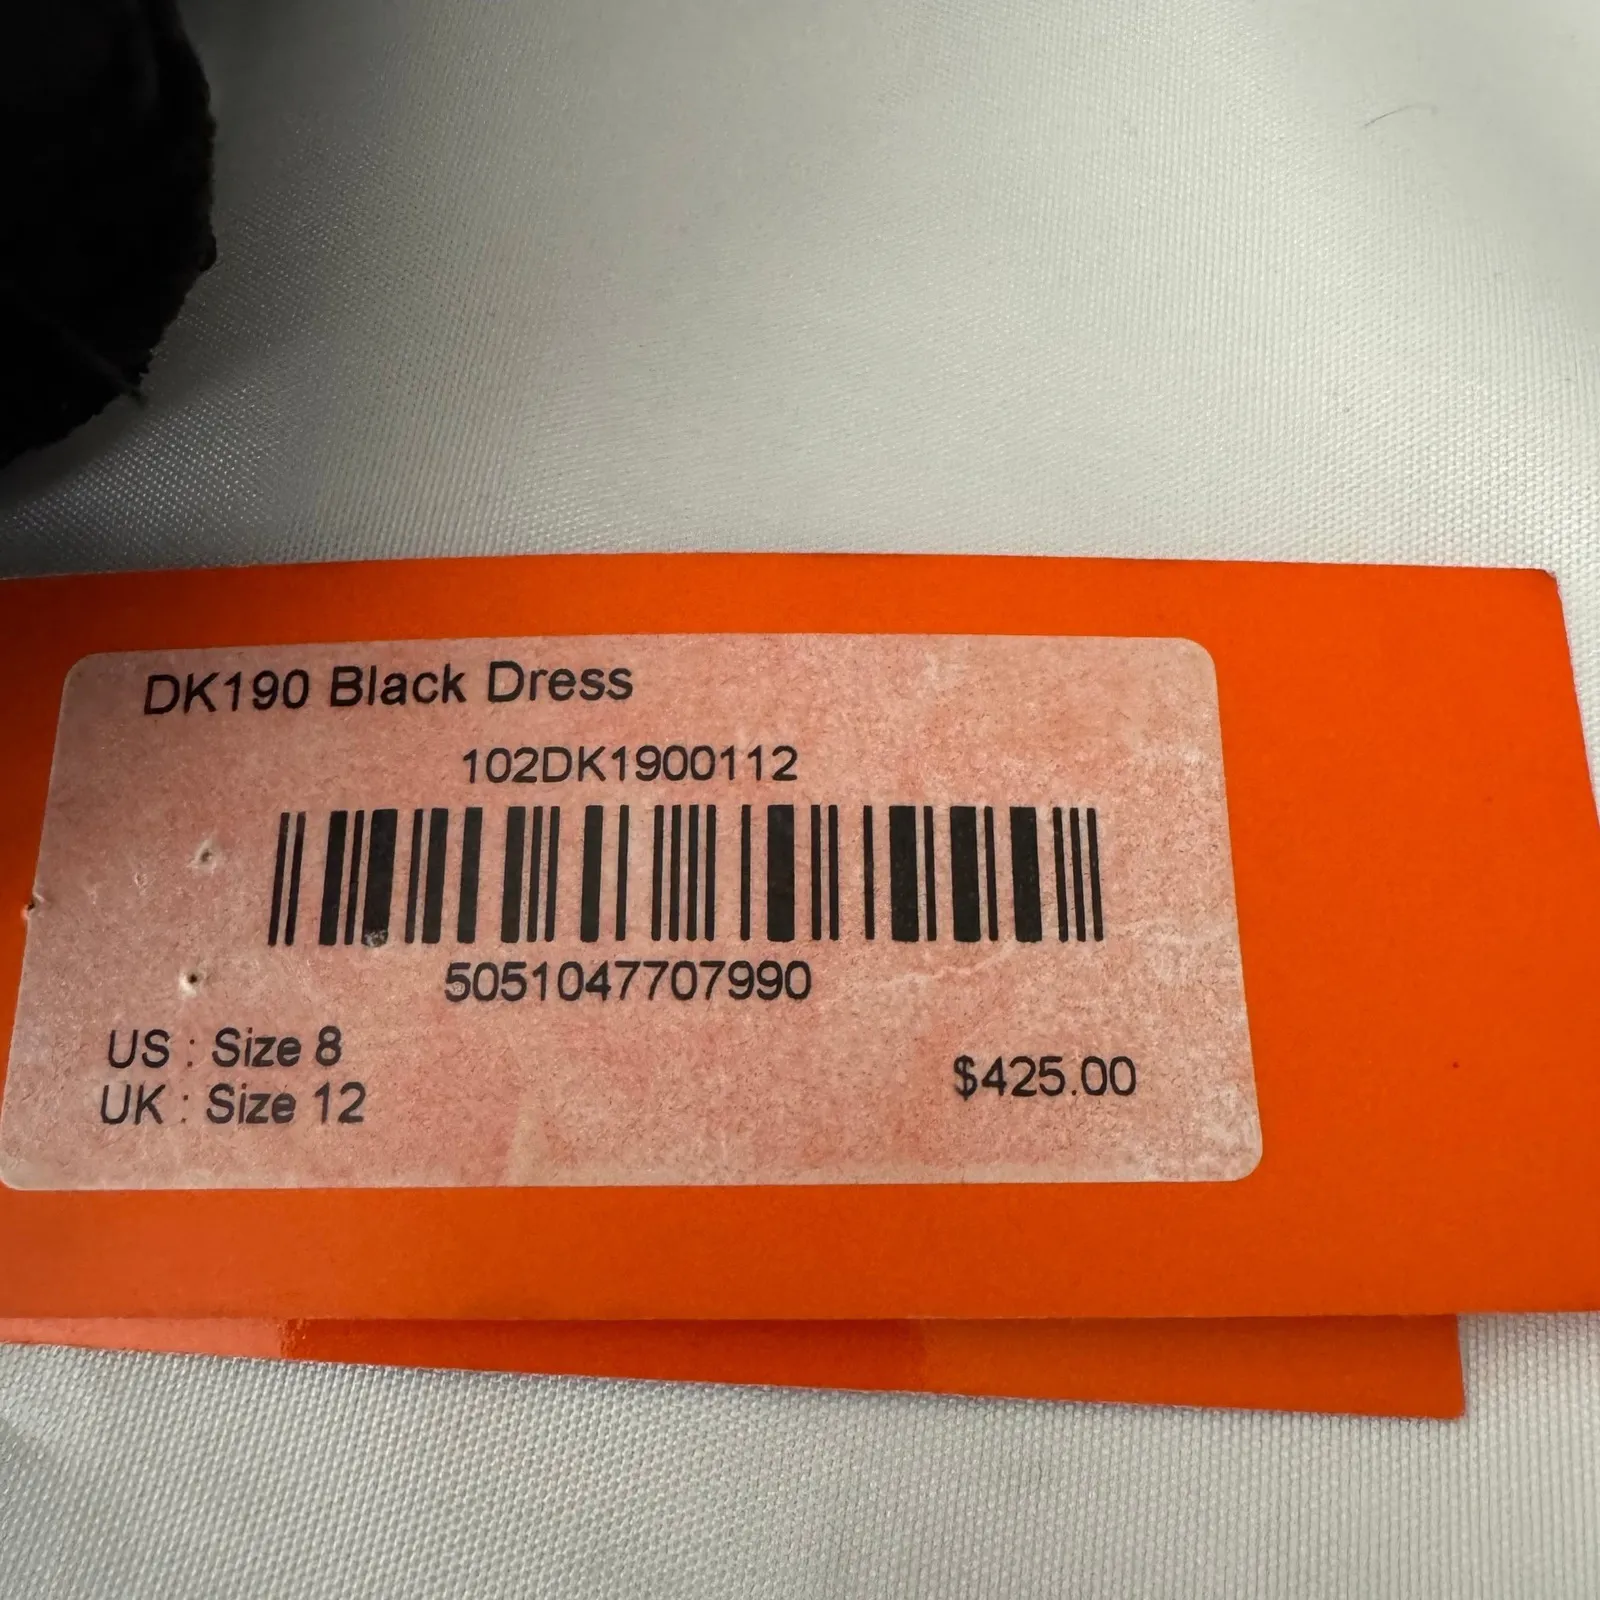 DK190 Black Dress
102DK1900112
5051047707990
US : Size 8
UK : Size 12
$425.00